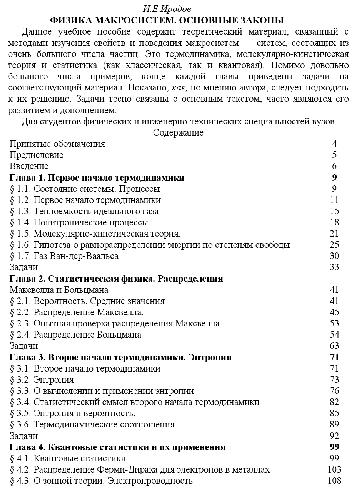 И.Е Иродов
ФИЗИКА МАКРОСИСТЕМ. ОСНОВНЫЕ ЗАКОНЫ
Данное учебное пособие содержит теоретический материал, связанный с
методами изучения свойств и поведения макросистем — систем, состоящих из
очень большого числа частиц. Это термодинамика, молекулярно-кинетическая
теория и статистика (как классическая, так и квантовая). Помимо довольно
большого числа примеров, в конце каждой главы приведены задачи на
соответствующий материал. Показано, как, по мнению автора, следует подходить
к их решению. Задачи тесно связаны с основным текстом, часто являются его
развитием и дополнением.
Для студентов физических и инженерно-технических специальностей вузов
Содержание
Принятые обозначения 4
Предисловие 5
Введение 6
Глава 1. Первое начало термодинамики 9
§ 1.1. Состояние системы. Процессы 9
§ 1.2. Первое начало термодинамики 11
§ 1.3. Теплоемкость идеального газа 15
§ 1.4. Политропические процессы 18
§ 1.5. Молекулярно-кинетическая теория. 21
§ 1.6. Гипотеза о равнораспределении энергии по степеням свободы 25
§ 1.7. Газ Ван-дер-Ваальса 30
Задачи 33
Глава 2. Статистическая физика. Распределения
Максвелла и Больцмана 41
§ 2.1. Вероятность. Средние значения 41
§ 2.2. Распределение Максвелла. 45
§ 2.3. Опытная проверка распределения Максвелла 53
§ 2.4. Распределение Больцмана 54
Задачи 63
Глава 3. Второе начало термодинамики. Энтропия 71
§ 3.1. Второе начало термодинамики 71
§ 3.2. Энтропия 73
§ 3.3. О вычислении и применении энтропии 76
§ 3.4. Статистический смысл второго начала термодинамики 82
§ 3.5. Энтропия и вероятность. 85
§ 3.6. Термодинамические соотношения 89
Задачи 92
Глава 4. Квантовые статистики и их применения 99
§ 4.1. Квантовые статистики 99
§ 4.2. Распределение Ферми-Дирака для электронов в металлах 103
§ 4.3. О зонной теории. Электропроводность 108